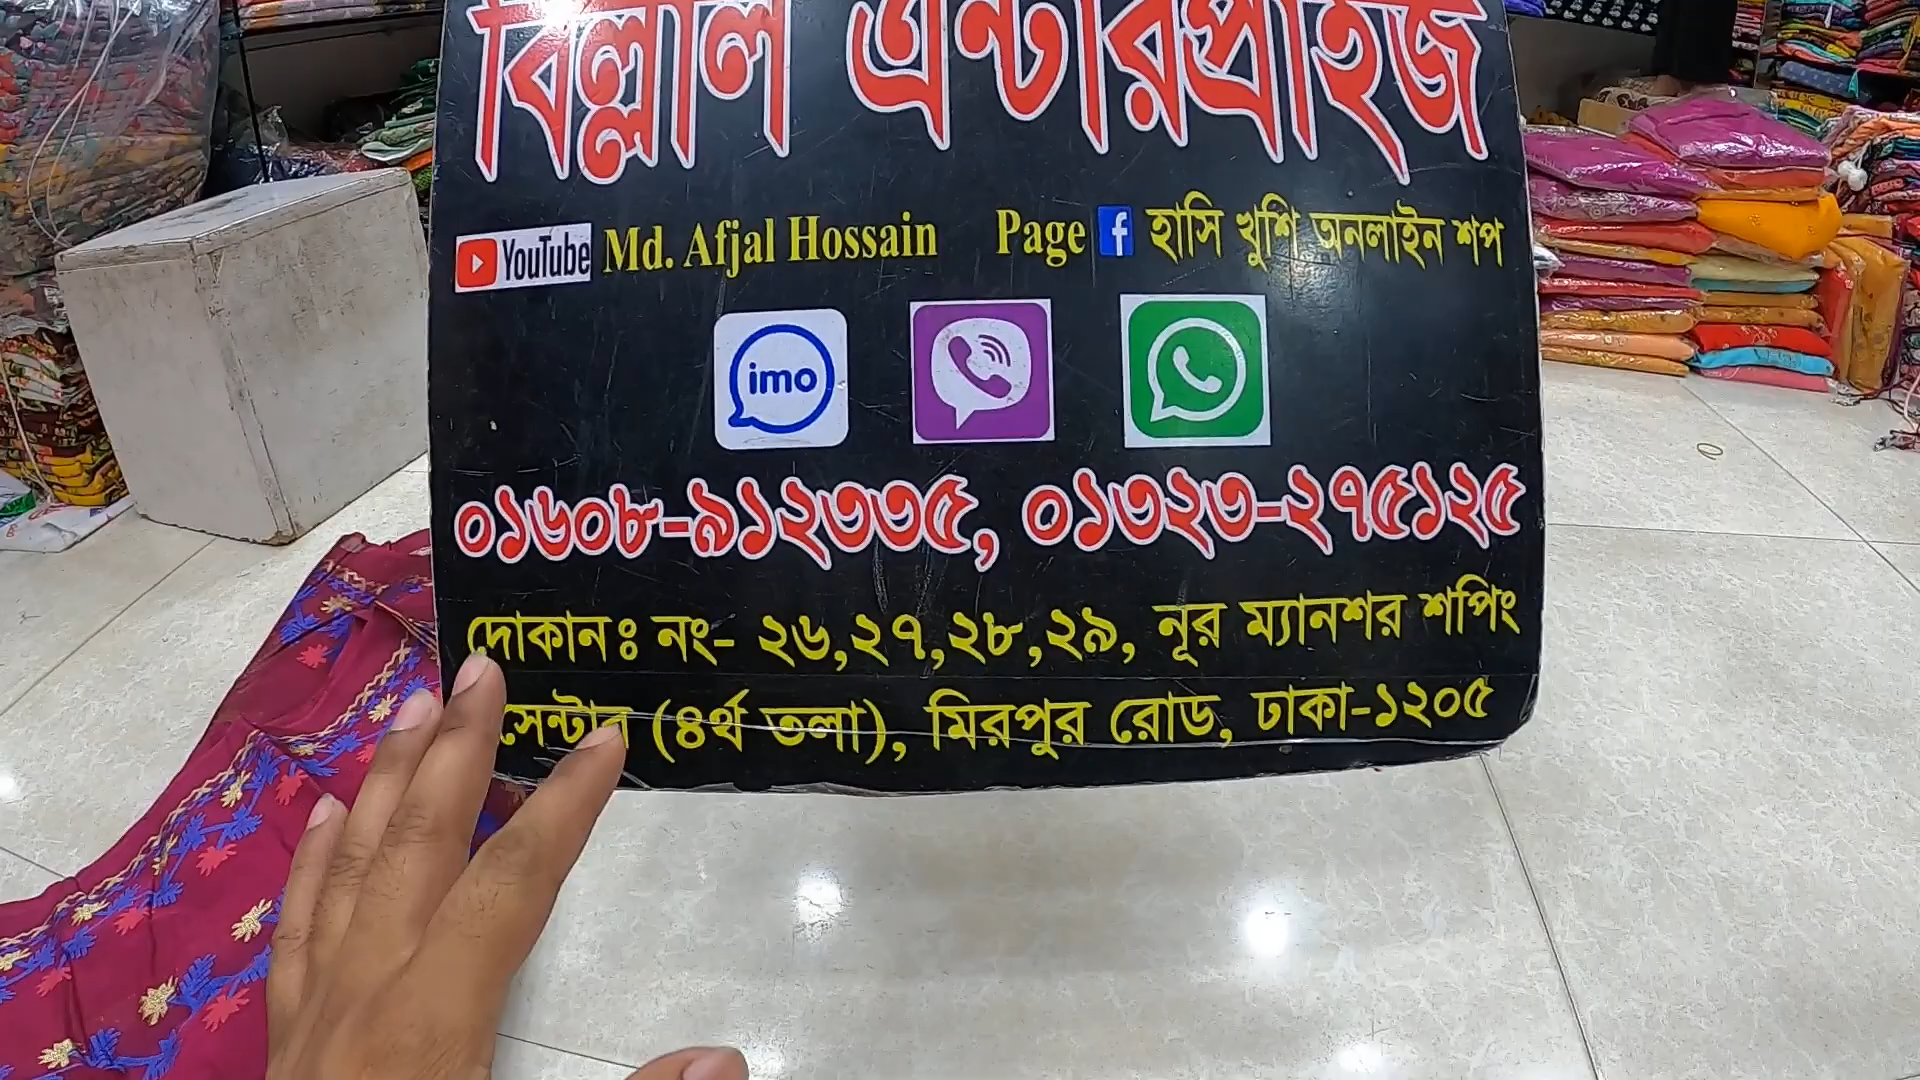 বিল্লাল এন্টারপ্রাইজ
YouTube Md. Afjal Hossain Page f হাসি খুশি অনলাইন শপ
imo
০১৬০৮-৯১২৩৩৫, ০১৩২৩-২৭৫১২৫
দোকানঃ নং- ২৬,২৭,২৮,২৯, নূর ম্যানশর শপিং
সেন্টার (৪র্থ তলা), মিরপুর রোড, ঢাকা-১২০৫